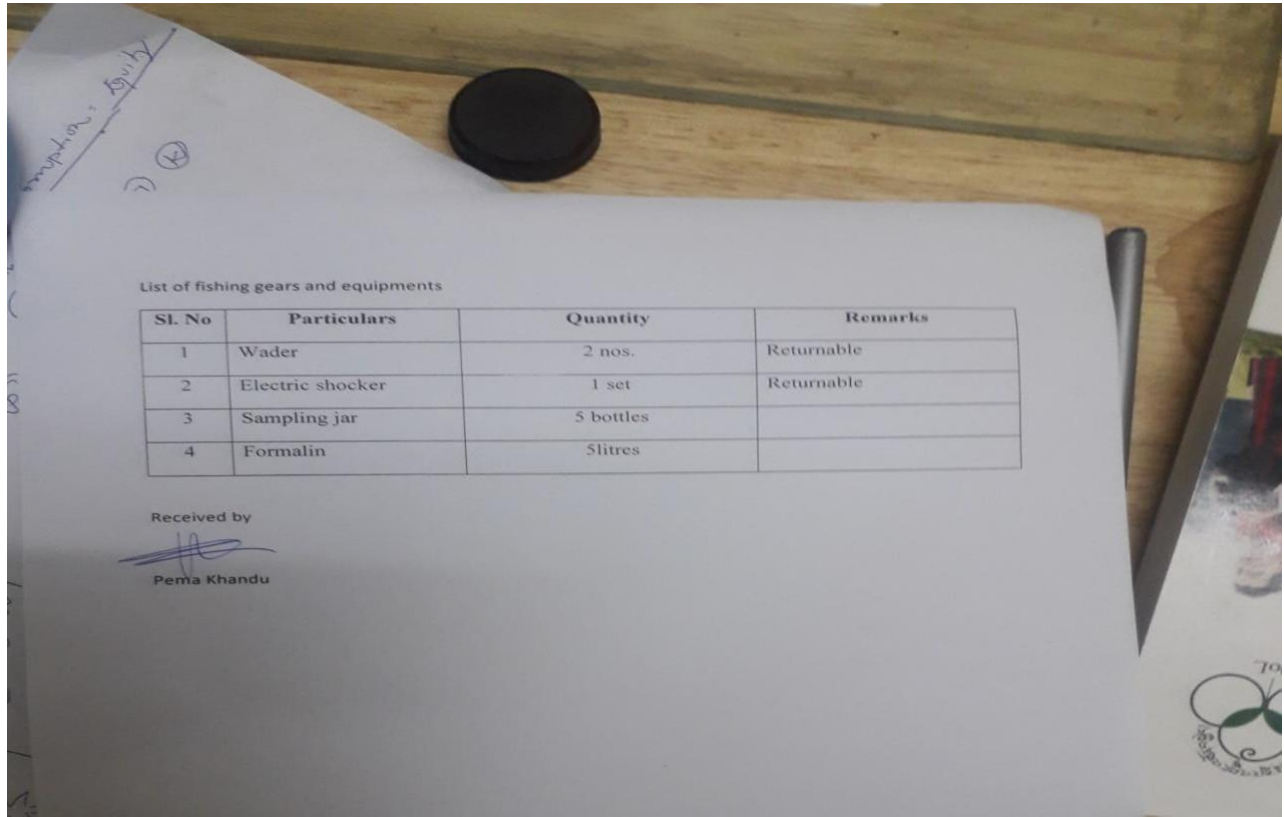 List of fishing gears and equipments
Sl. No Particulars Quantity Remarks
1 Wader 2 nos. Returnable
2 Electric shocker 1 set Returnable
3 Sampling jar 5 bottles
4 Formalin 5litres
Received by
Pema Khandu